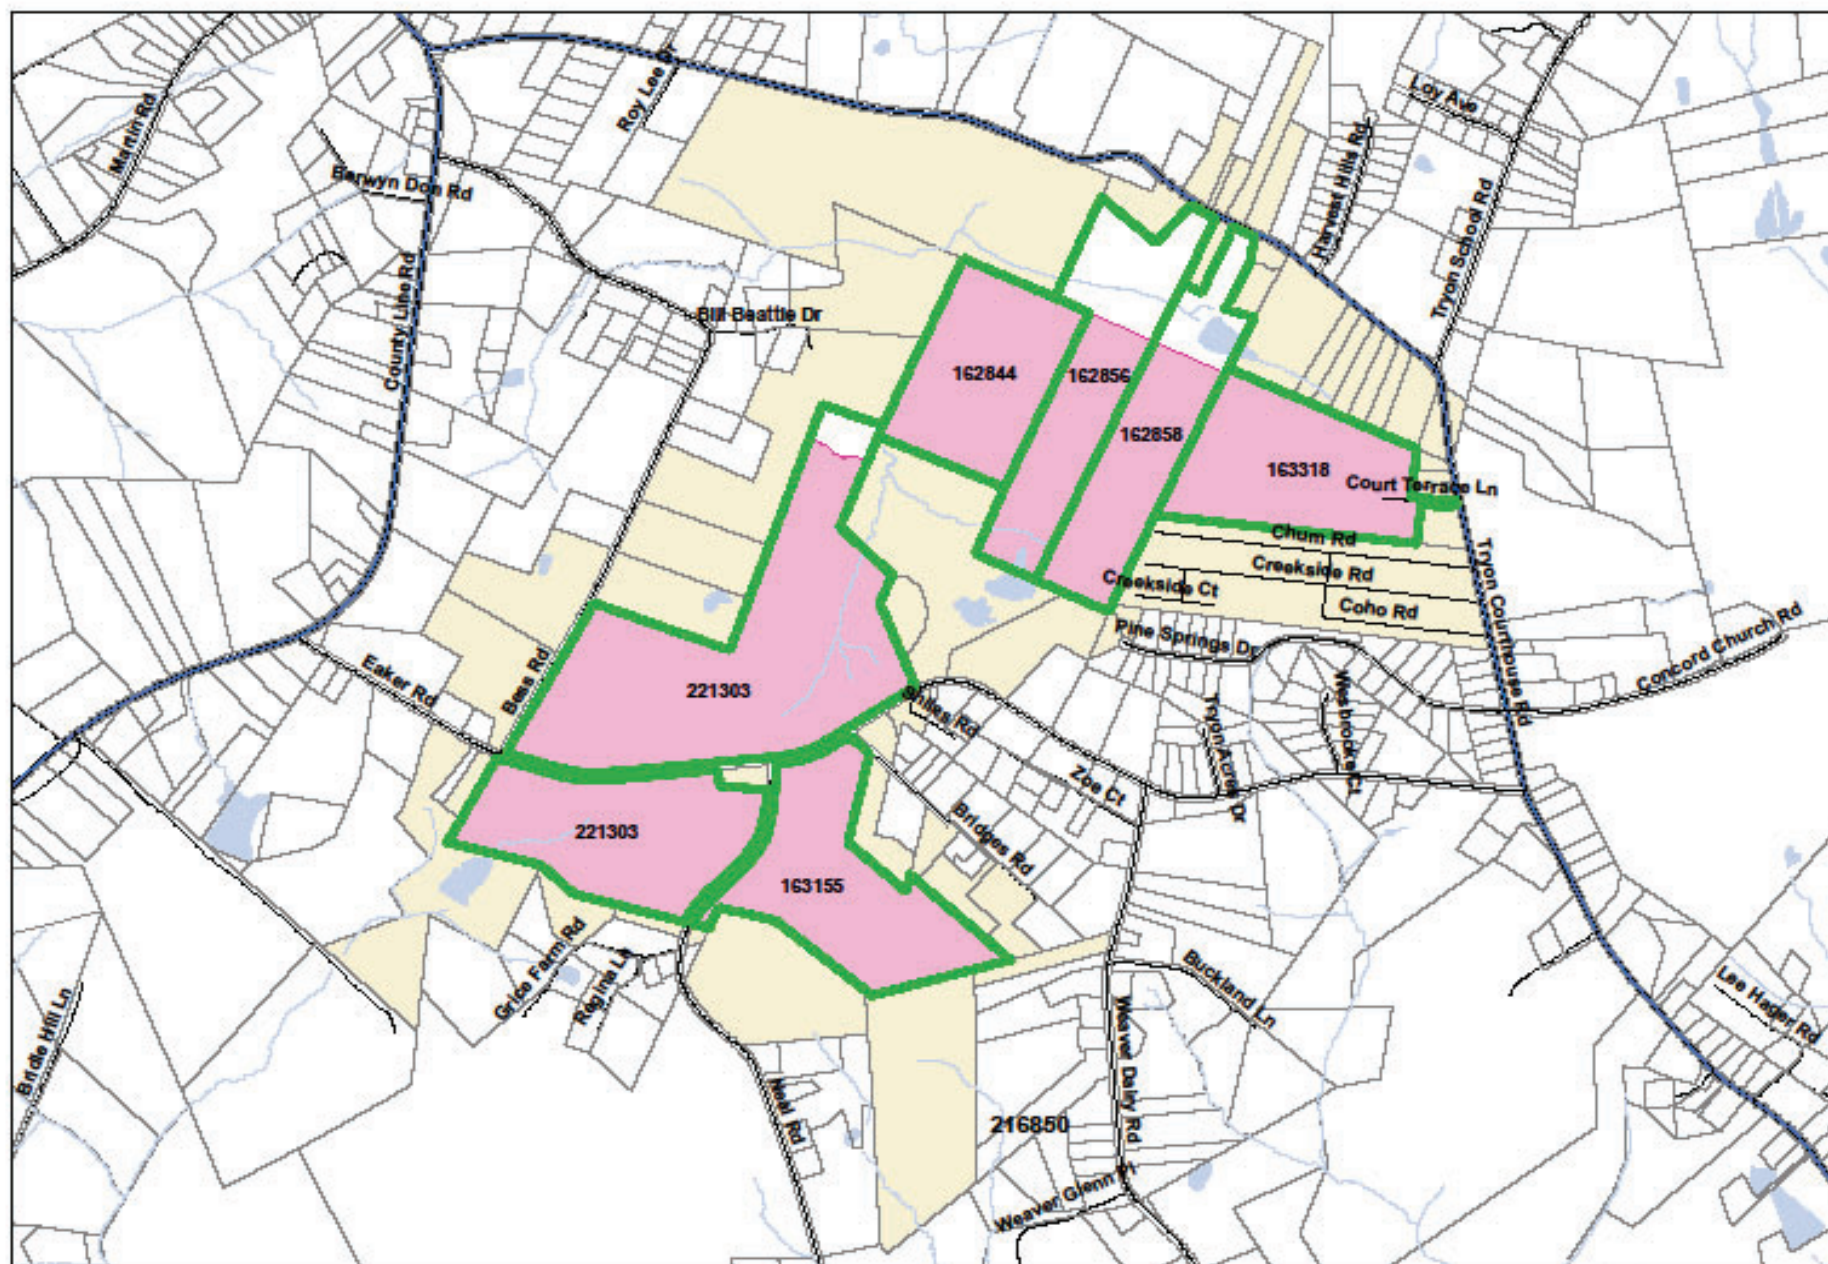 Roy Lee Dr
Loy Ave
Martin Rd
Harvest Hills Rd
Berwyn Don Rd
Tryon School Rd
County Line Rd
Bill Beattie Dr
162844
162856
162858
163318
Court Terrace Ln
Chum Rd
Creekside Rd
Creekside Ct
Coho Rd
Tryon Courthouse Rd
Pine Springs Dr
Concord Church Rd
Eaker Rd
Bess Rd
221303
Stiles Rd
Tryon Acres Dr
Wesbrooke Ct
Zoe Ct
221303
Bridges Rd
163155
Grice Farm Rd
Regina Ln
Buckland Ln
Lee Hager Rd
Bridle Hill Ln
Weaver Dairy Rd
Neal Rd
216850
Weaver Glenn Pt